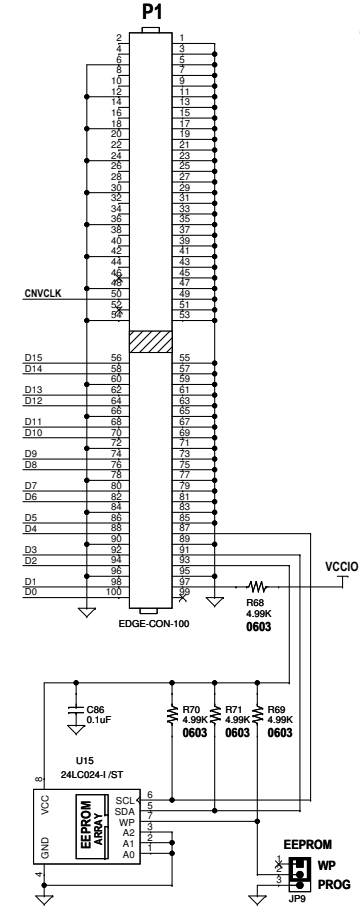 P1
2 1
4 3
6 5
8 7
10 9
12 11
14 13
16 15
18 17
20 19
22 21
24 23
26 25
28 27
30 29
32 31
34 33
36 35
38 37
40 39
42 41
44 43
46 45
48 47
CNVCLK 50 49
52 51
54 53
D15 56 55
D14 58 57
60 59
D13 62 61
D12 64 63
66 65
D11 68 67
D10 70 69
72 71
D9 74 73
D8 76 75
78 77
D7 80 79
D6 82 81
84 83
D5 86 85
D4 88 87
90 89
D3 92 91
D2 94 93
96 95
D1 98 97
D0 100 99
EDGE-CON-100
VCCIO
R68
4.99K
0603
C86
0.1uF
R70
4.99K
0603
R71
4.99K
0603
R69
4.99K
0603
U15
24LC024-I /ST
8
VCC
GND
4
EEPROM
ARRAY
SCL 6
SDA 5
WP 7
A2 3
A1 2
A0 1
EEPROM
1
2
3
WP
PROG
JP9